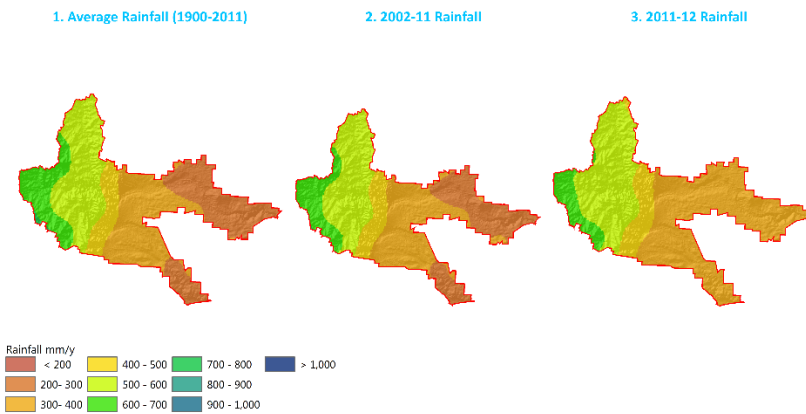 1. Average Rainfall (1900-2011) 2. 2002-11 Rainfall 3. 2011-12 Rainfall
Rainfall mm/y
< 200 400 - 500 700 - 800 > 1,000
200- 300 500 - 600 800 - 900
300- 400 600 - 700 900 - 1,000